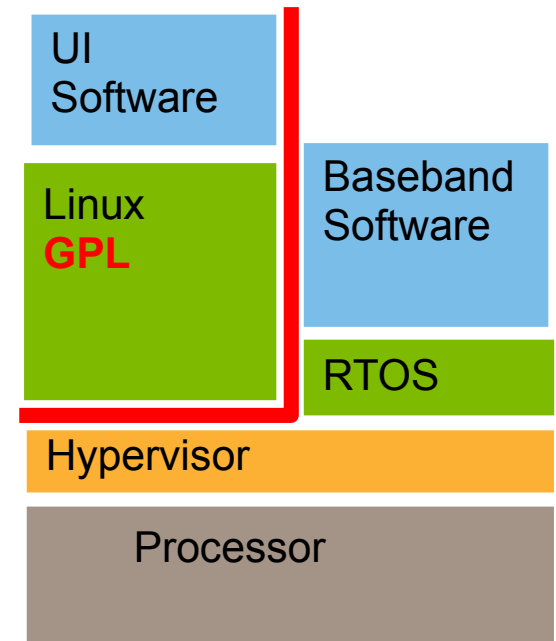 UI
Software
Linux
GPL
Baseband
Software
RTOS
Hypervisor
Processor